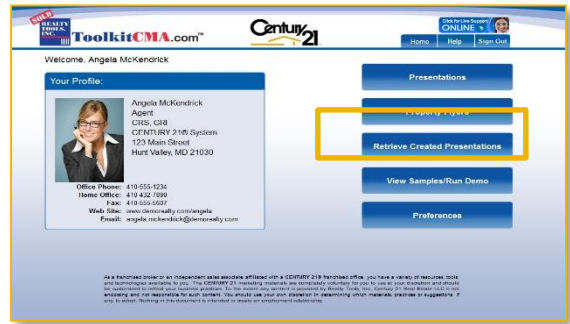 SOLD
REALTY
TOOLS,
INC.
ToolkitCMA.com™
Century 21
Click for Live Support
ONLINE
Home Help Sign Out
Welcome, Angela McKendrick
Your Profile:
Angela McKendrick
Agent
CRS, GRI
CENTURY 21® System
123 Main Street
Hunt Valley, MD 21030
Office Phone: 410-555-1234
Home Office: 410-432-7890
Fax: 410-555-5607
Web Site: www.demorealty.com/angela
Email: angela.mckendrick@demorealty.com
Presentations
Property Flyers
Retrieve Created Presentations
View Samples/Run Demo
Preferences
As a franchised broker or an independent sales associate affiliated with a CENTURY 21® franchised office, you have a variety of resources, tools,
and technologies available to you. The CENTURY 21 marketing materials are completely voluntary for you to use at your discretion and should
be customized to reflect your business practices. To the extent any content is provided by Realty Tools, Inc, Century 21 Real Estate LLC is not
endorsing and not responsible for such content. You should use your own discretion in determining which materials, practices or suggestions, if
any, to adopt. Nothing in this document is intended to create an employment relationship.